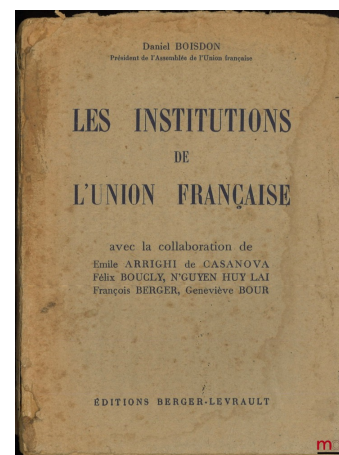 Daniel BOISDON
Président de l'Assemblée de l'Union française
LES INSTITUTIONS
DE
L'UNION FRANÇAISE
avec la collaboration de
Emile ARRIGHI de CASANOVA
Félix BOUCLY, N'GUYEN HUY LAI
François BERGER, Geneviève BOUR
ÉDITIONS BERGER-LEVRAULT